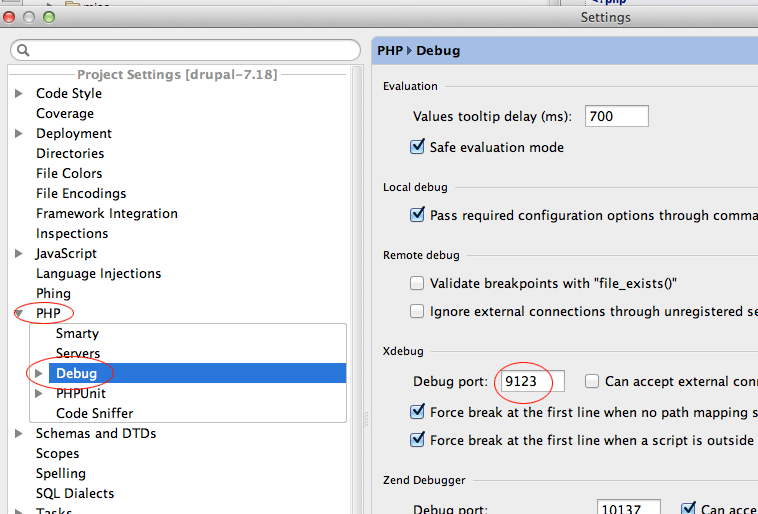 misc
<?php
Settings
Project Settings [drupal-7.18]
Code Style
Coverage
Deployment
Directories
File Colors
File Encodings
Framework Integration
Inspections
JavaScript
Language Injections
Phing
PHP
Smarty
Servers
Debug
PHPUnit
Code Sniffer
Schemas and DTDs
Scopes
Spelling
SQL Dialects
Tasks
PHP Debug
Evaluation
Values tooltip delay (ms): 700
Safe evaluation mode
Local debug
Pass required configuration options through comma
Remote debug
Validate breakpoints with "file_exists()"
Ignore external connections through unregistered se
Xdebug
Debug port: 9123 Can accept external conn
Force break at the first line when no path mapping s
Force break at the first line when a script is outside
Zend Debugger
Debug port: 10137 Can acce